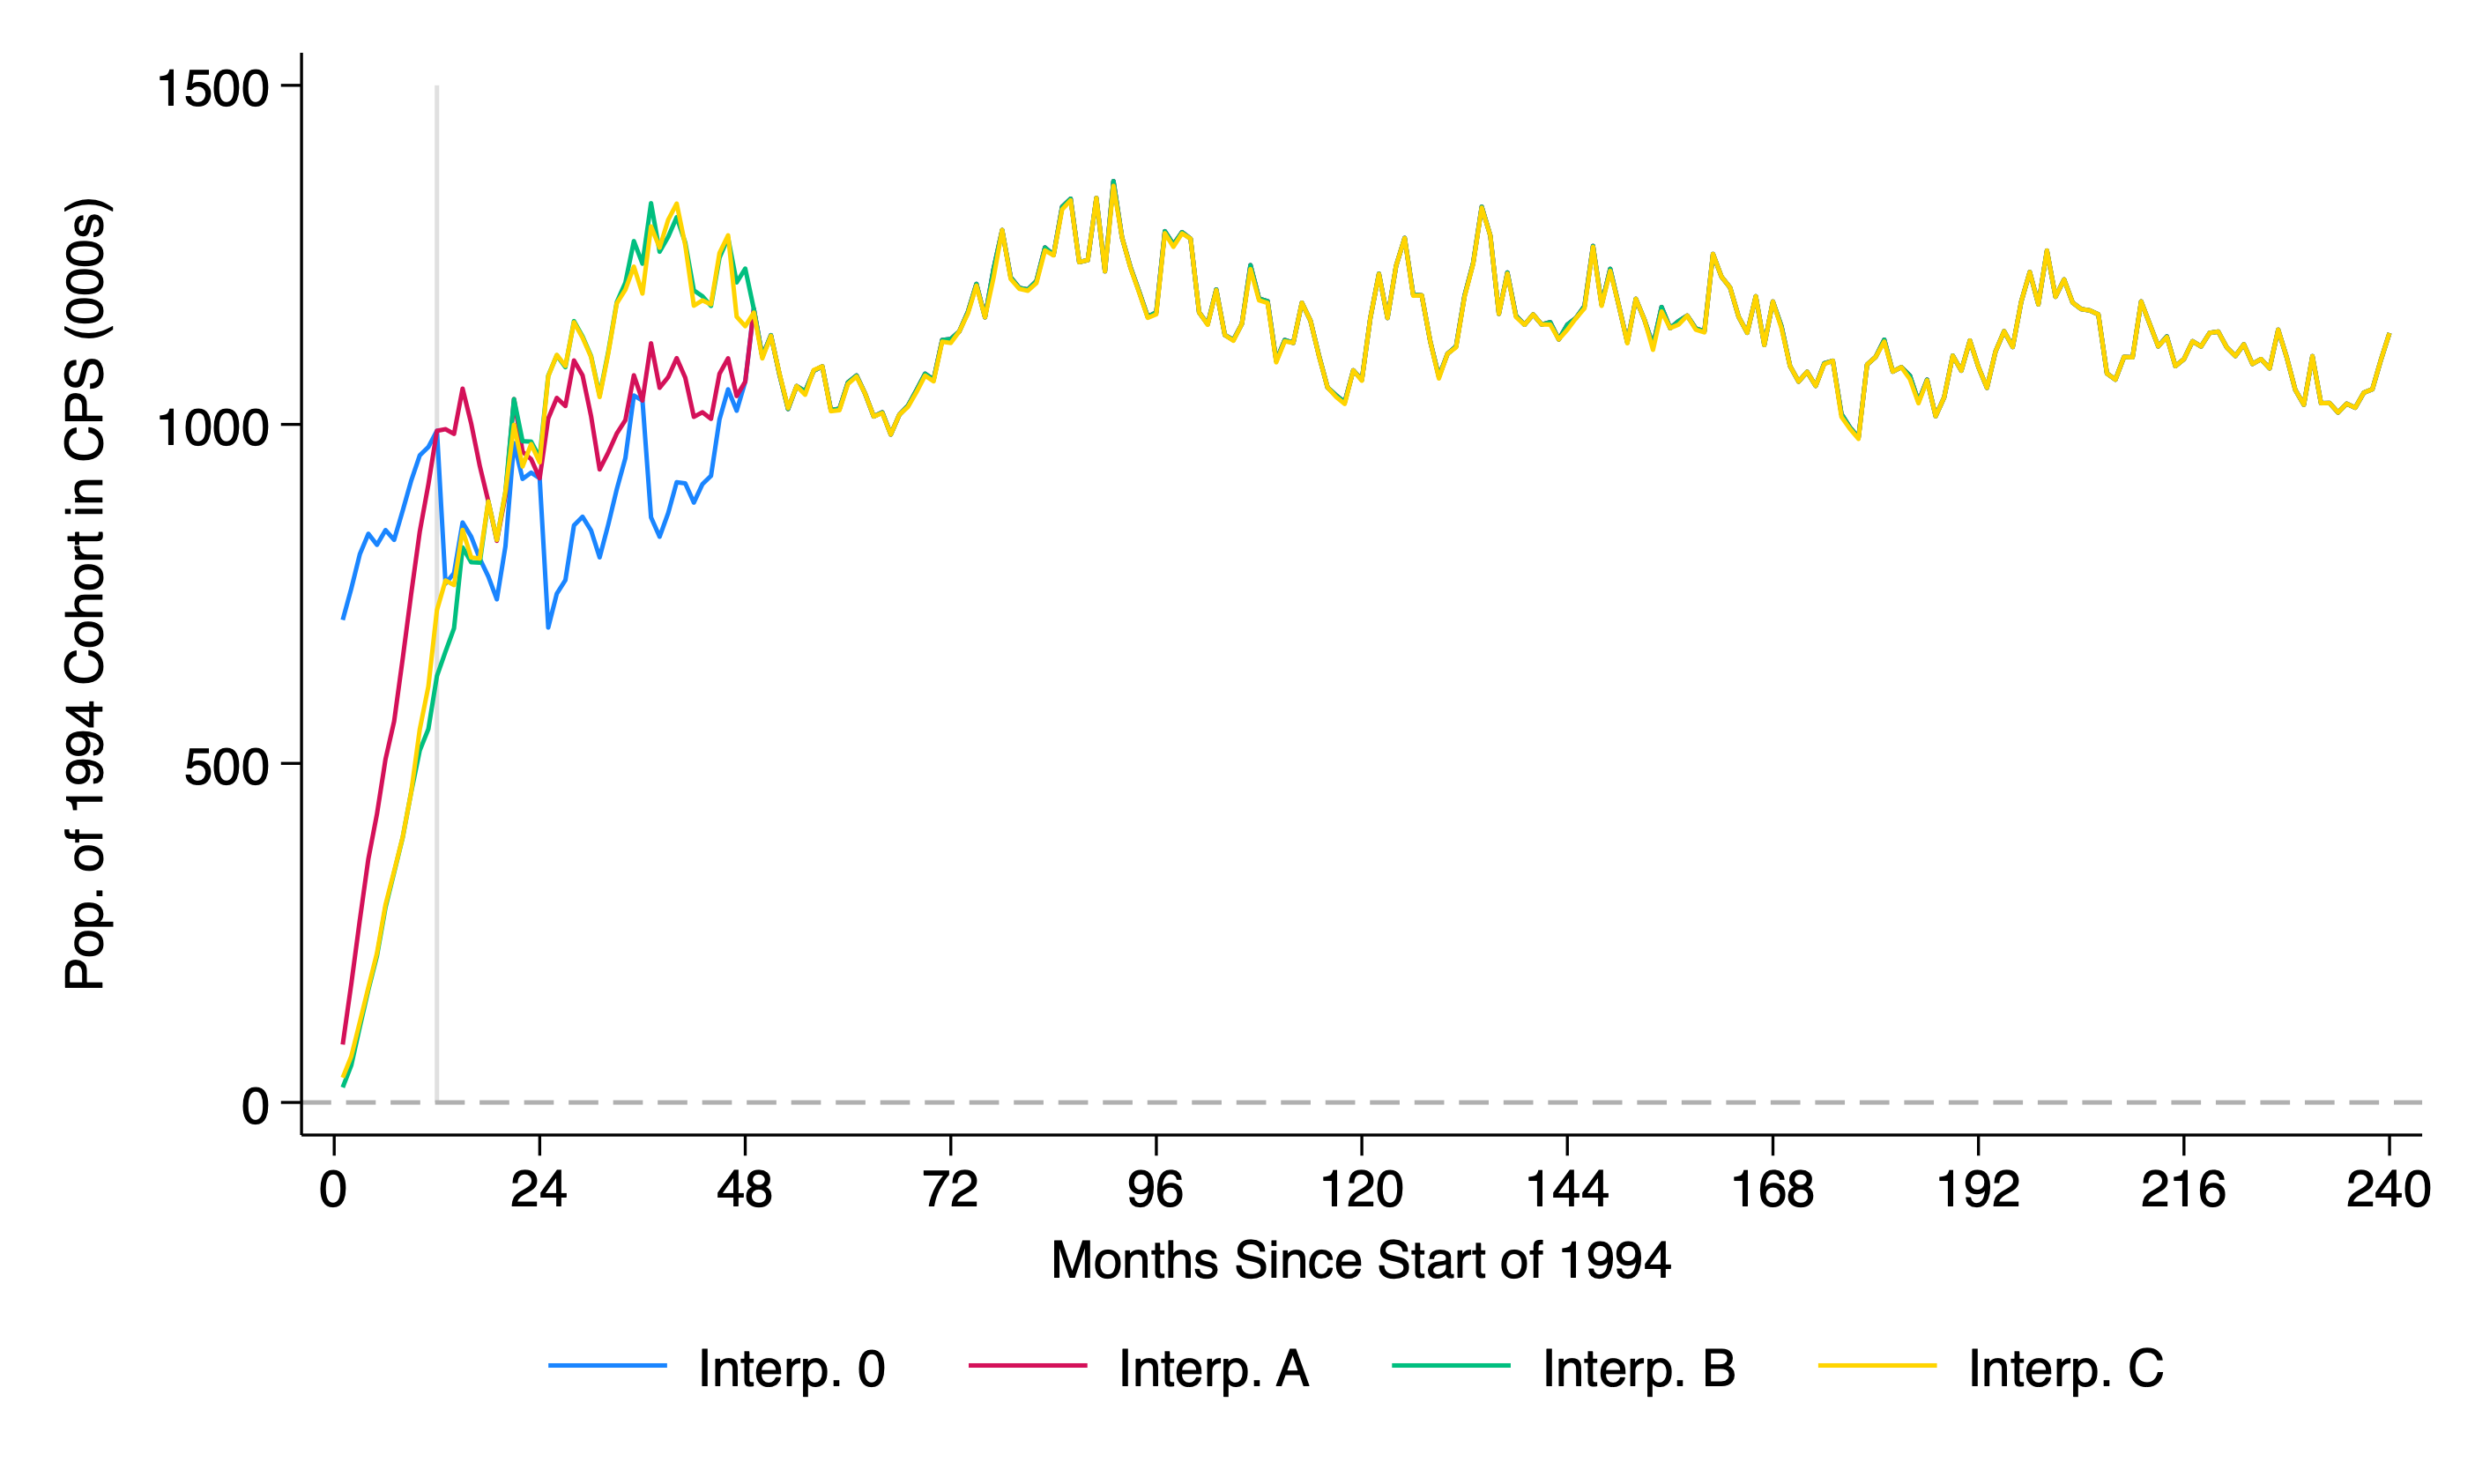 Pop. of 1994 Cohort in CPS (000s)
1500
1000
500
0
0 24 48 72 96 120 144 168 192 216 240
Months Since Start of 1994
Interp. 0 Interp. A Interp. B Interp. C